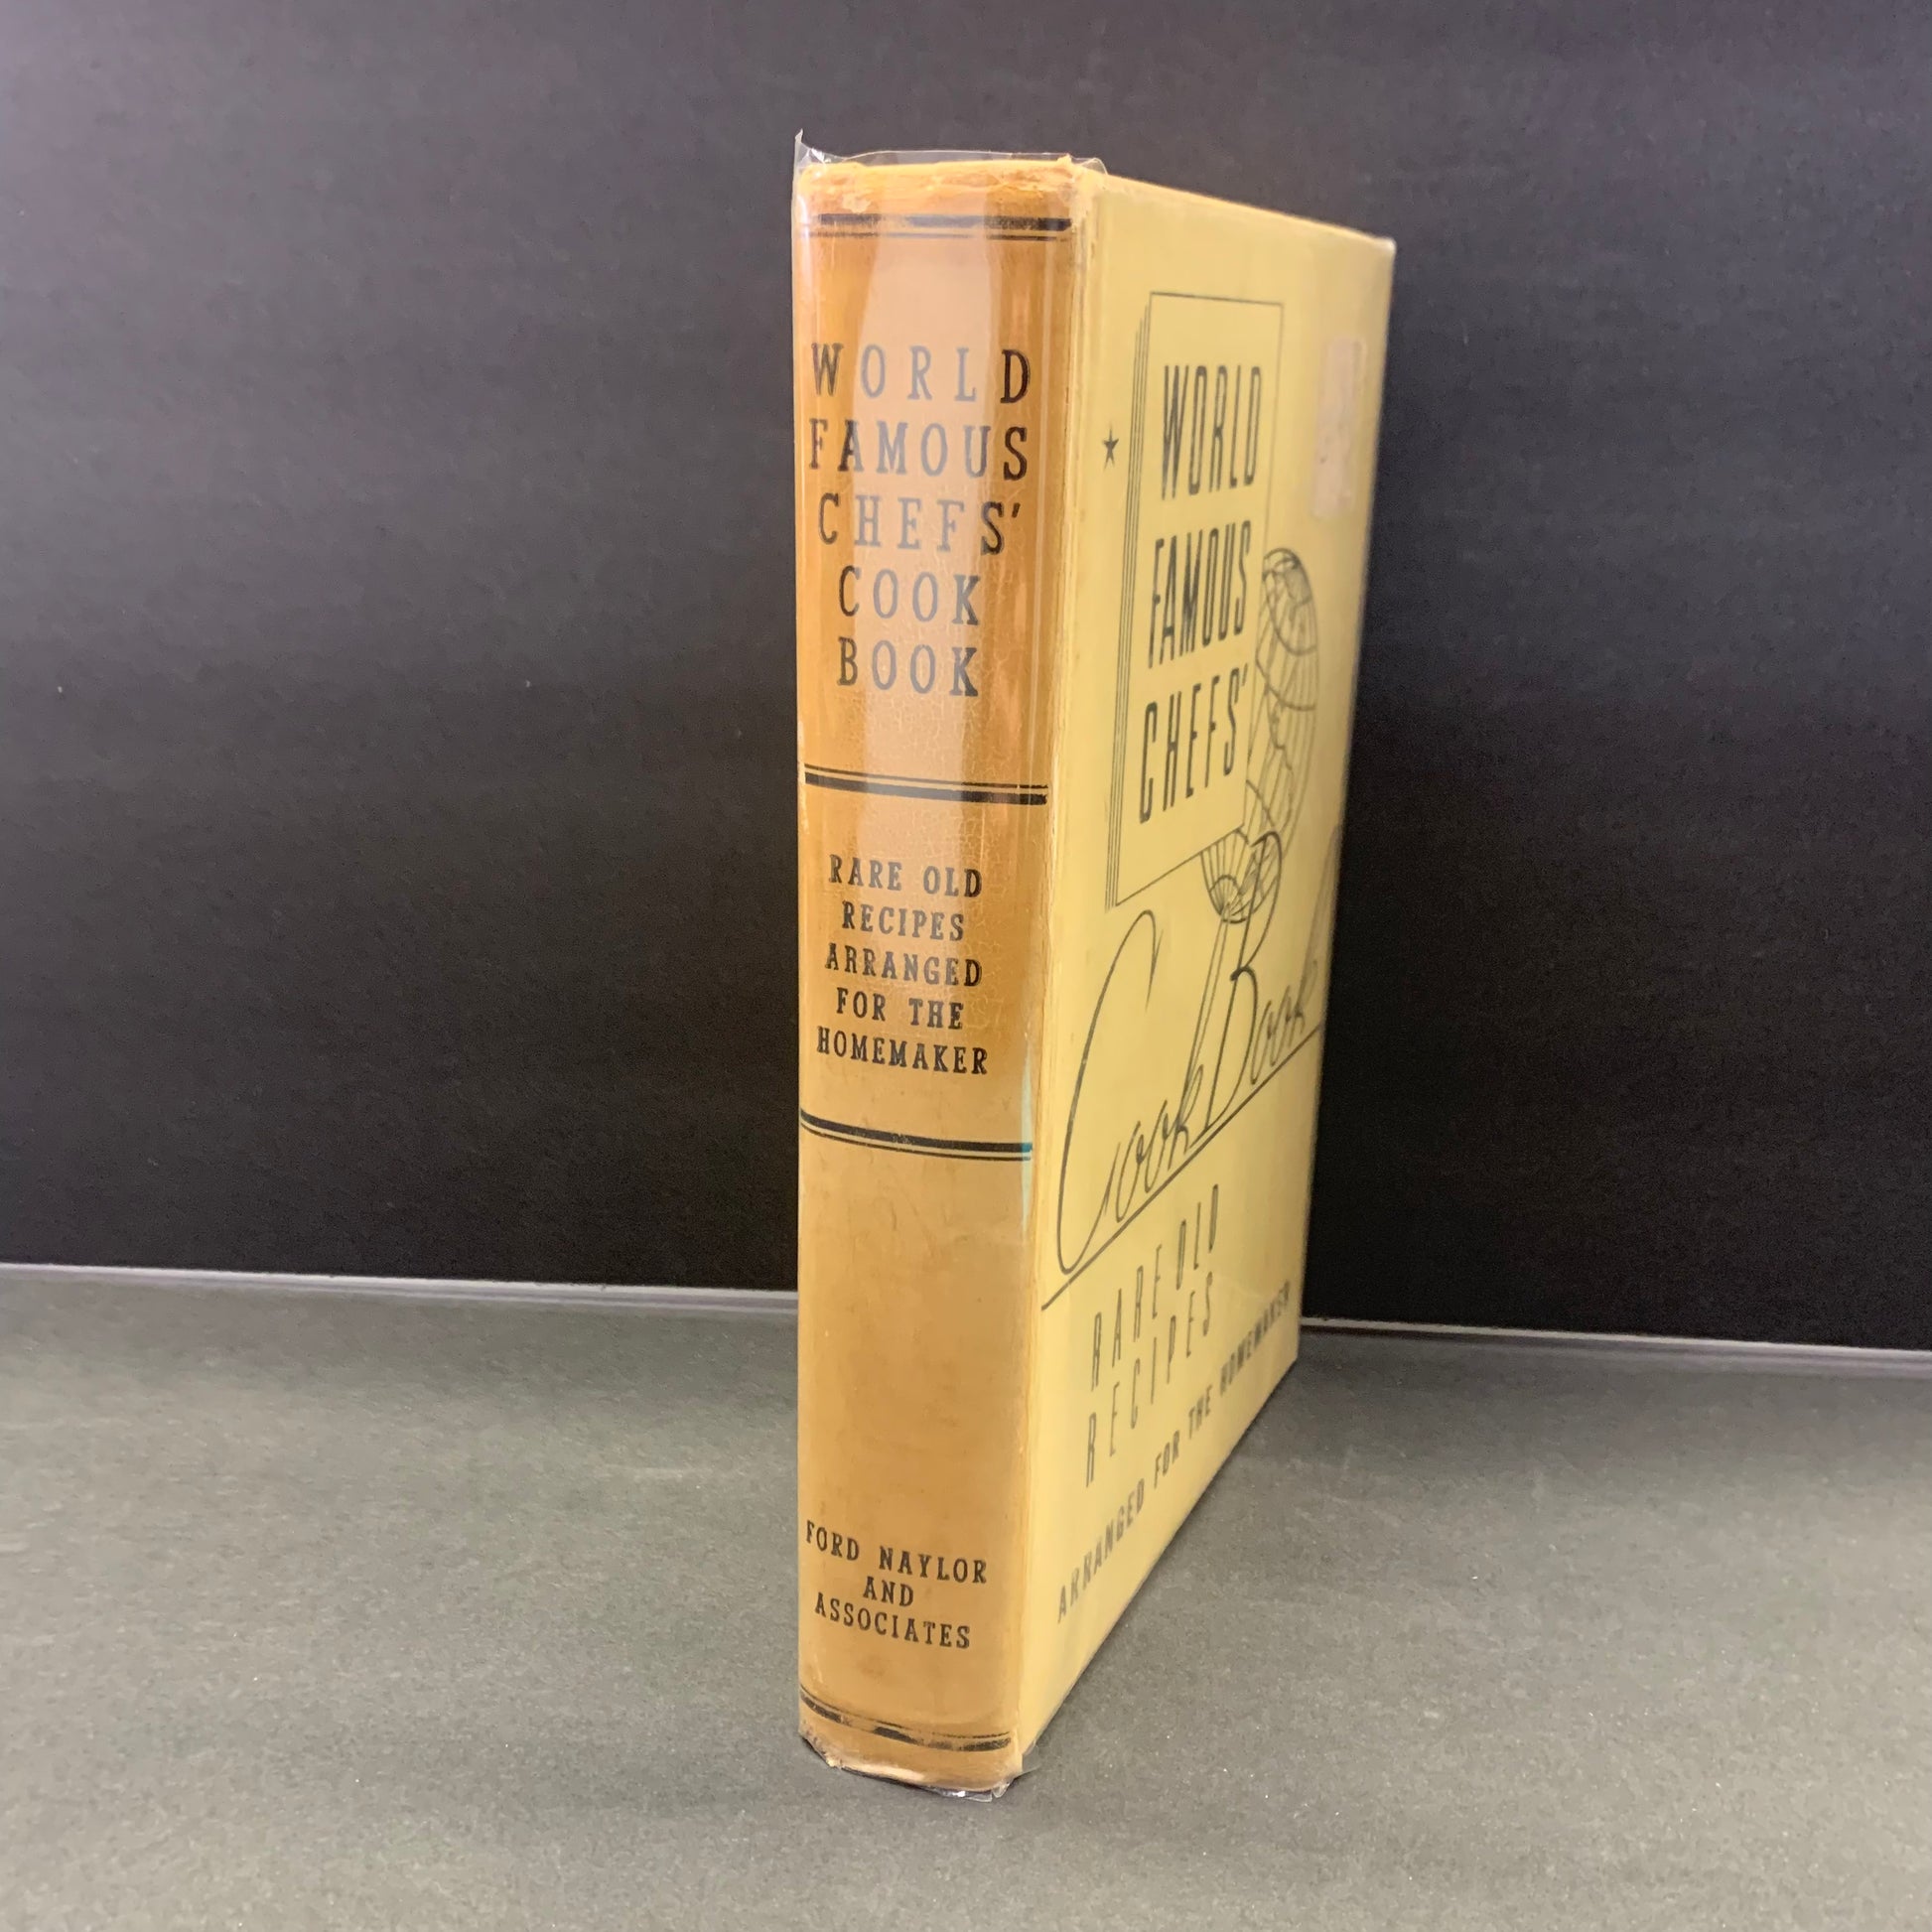 WORLD
FAMOUS
CHEFS'
COOK
BOOK
RARE OLD
RECIPES
ARRANGED
FOR THE
HOMEMAKER
FORD NAYLOR
AND
ASSOCIATES
WORLD
FAMOUS
CHEFS'
Cook Book
RARE OLD
RECIPES
ARRANGED FOR THE HOMEMAKER